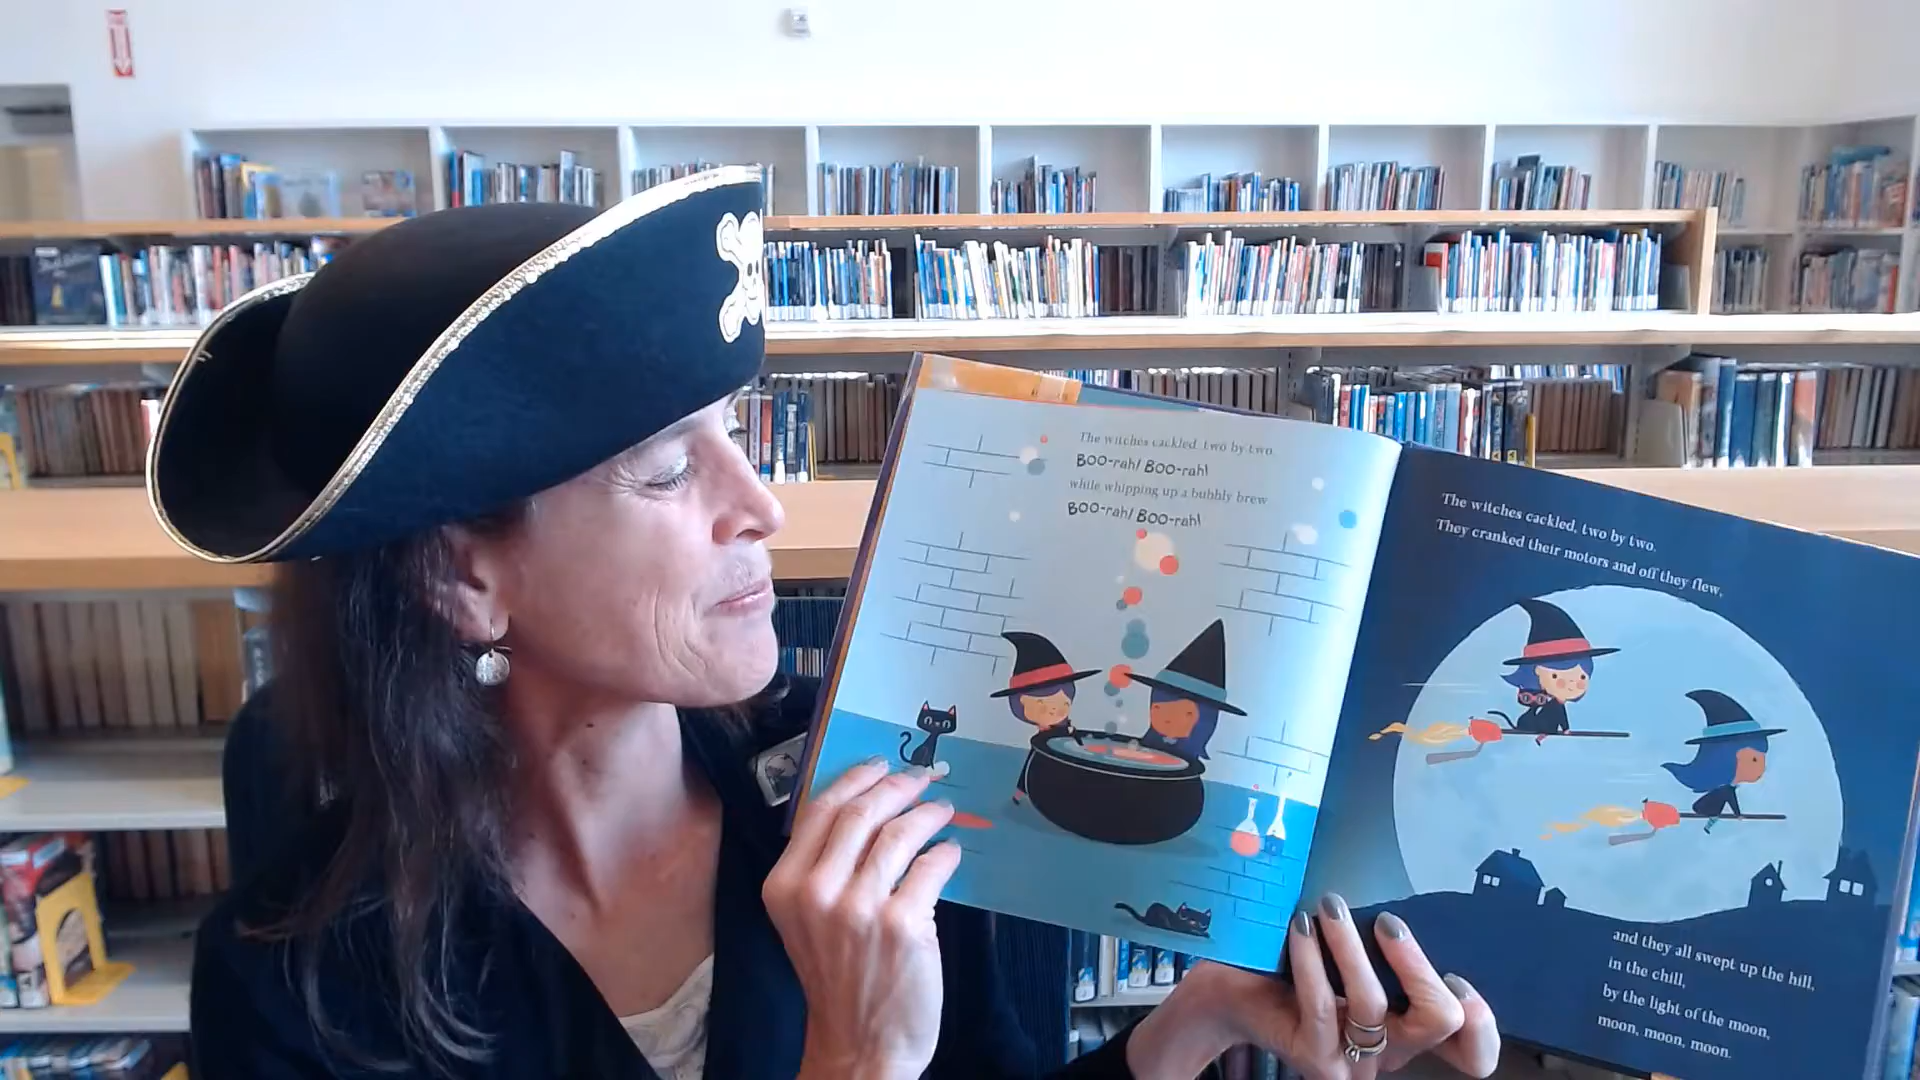 The witches cackled, two by two.
BOO-rah! BOO-rah!
while whipping up a bubbly brew
BOO-rah! BOO-rah!
The witches cackled, two by two.
They cranked their motors and off they flew,
and they all swept up the hill,
in the chill,
by the light of the moon,
moon, moon, moon.